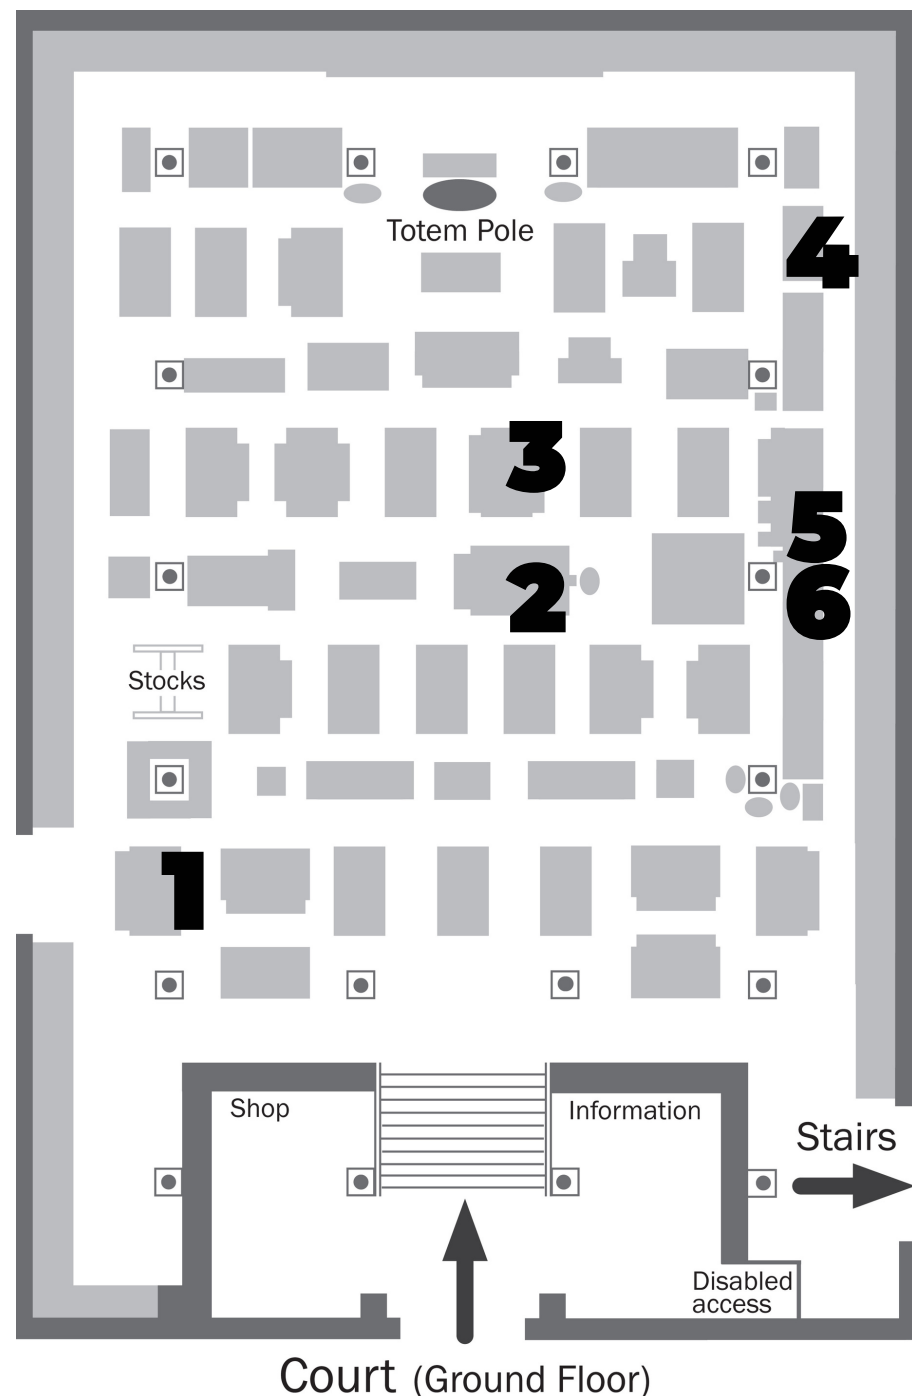 Totem Pole
4
3
5
2
6
Stocks
1
Shop
Information
Stairs
Disabled
access
Court (Ground Floor)